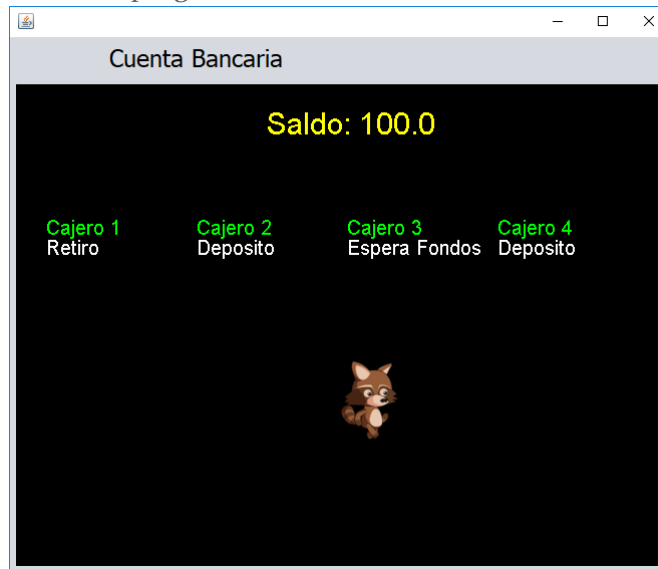 Cuenta Bancaria
Saldo: 100.0
Cajero 1 Cajero 2 Cajero 3 Cajero 4
Retiro Deposito Espera Fondos Deposito